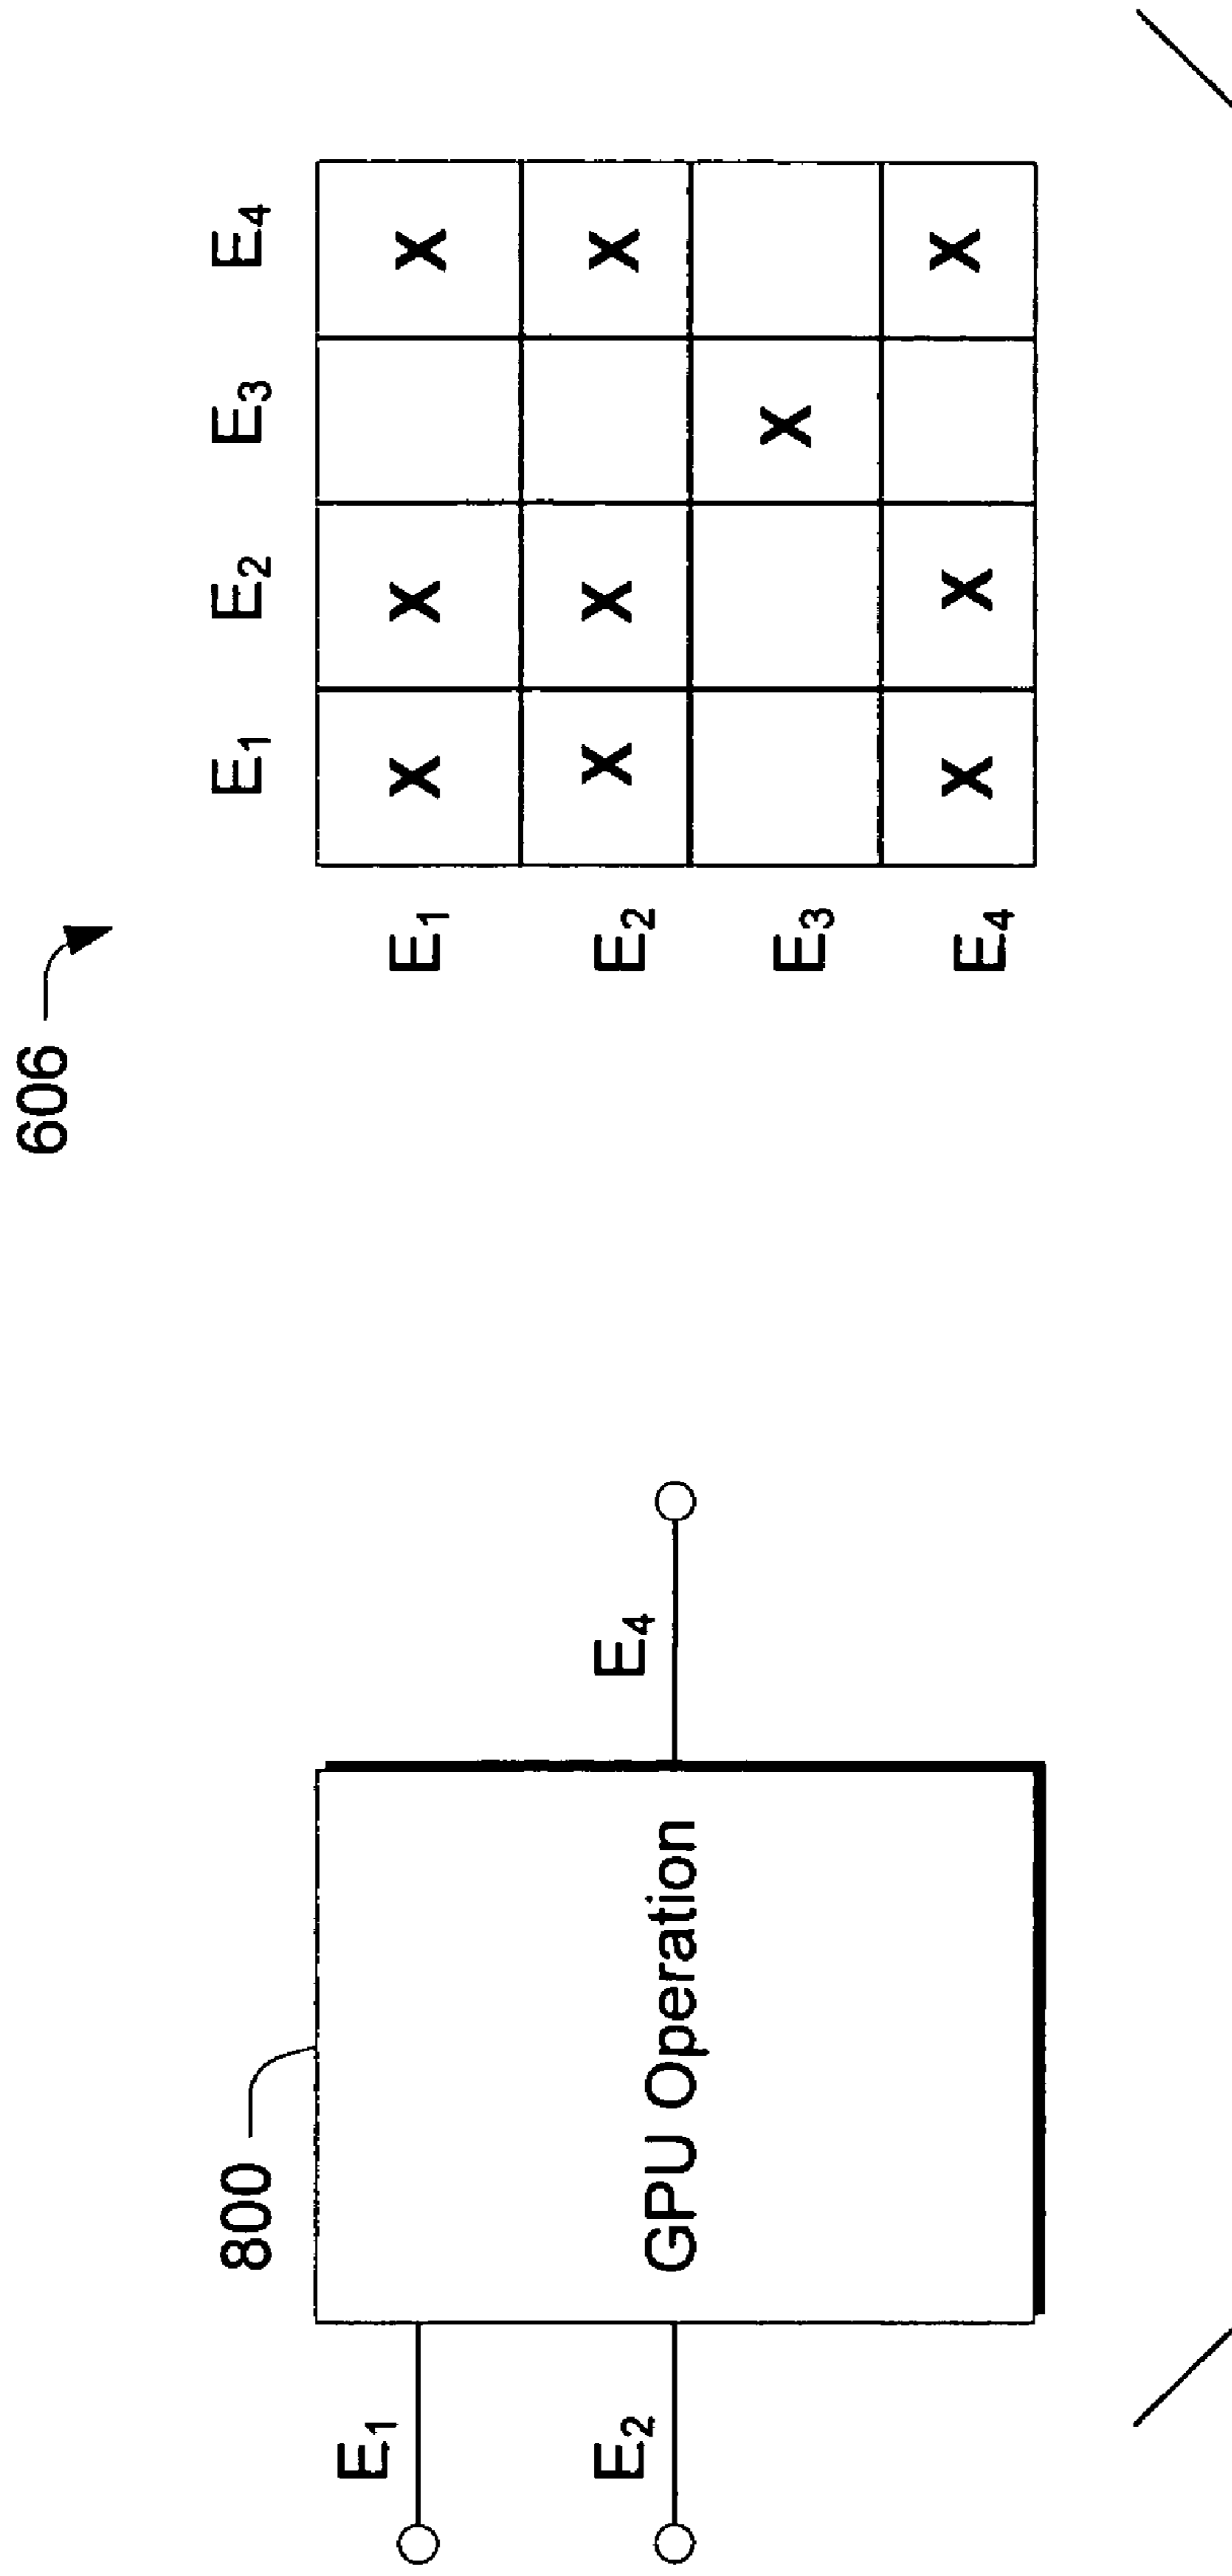 606
800
E₁
E₂
GPU Operation
E₄
E₁ E₂ E₃ E₄
E₁ X X X
E₂ X X X
E₃ X
E₄ X X X